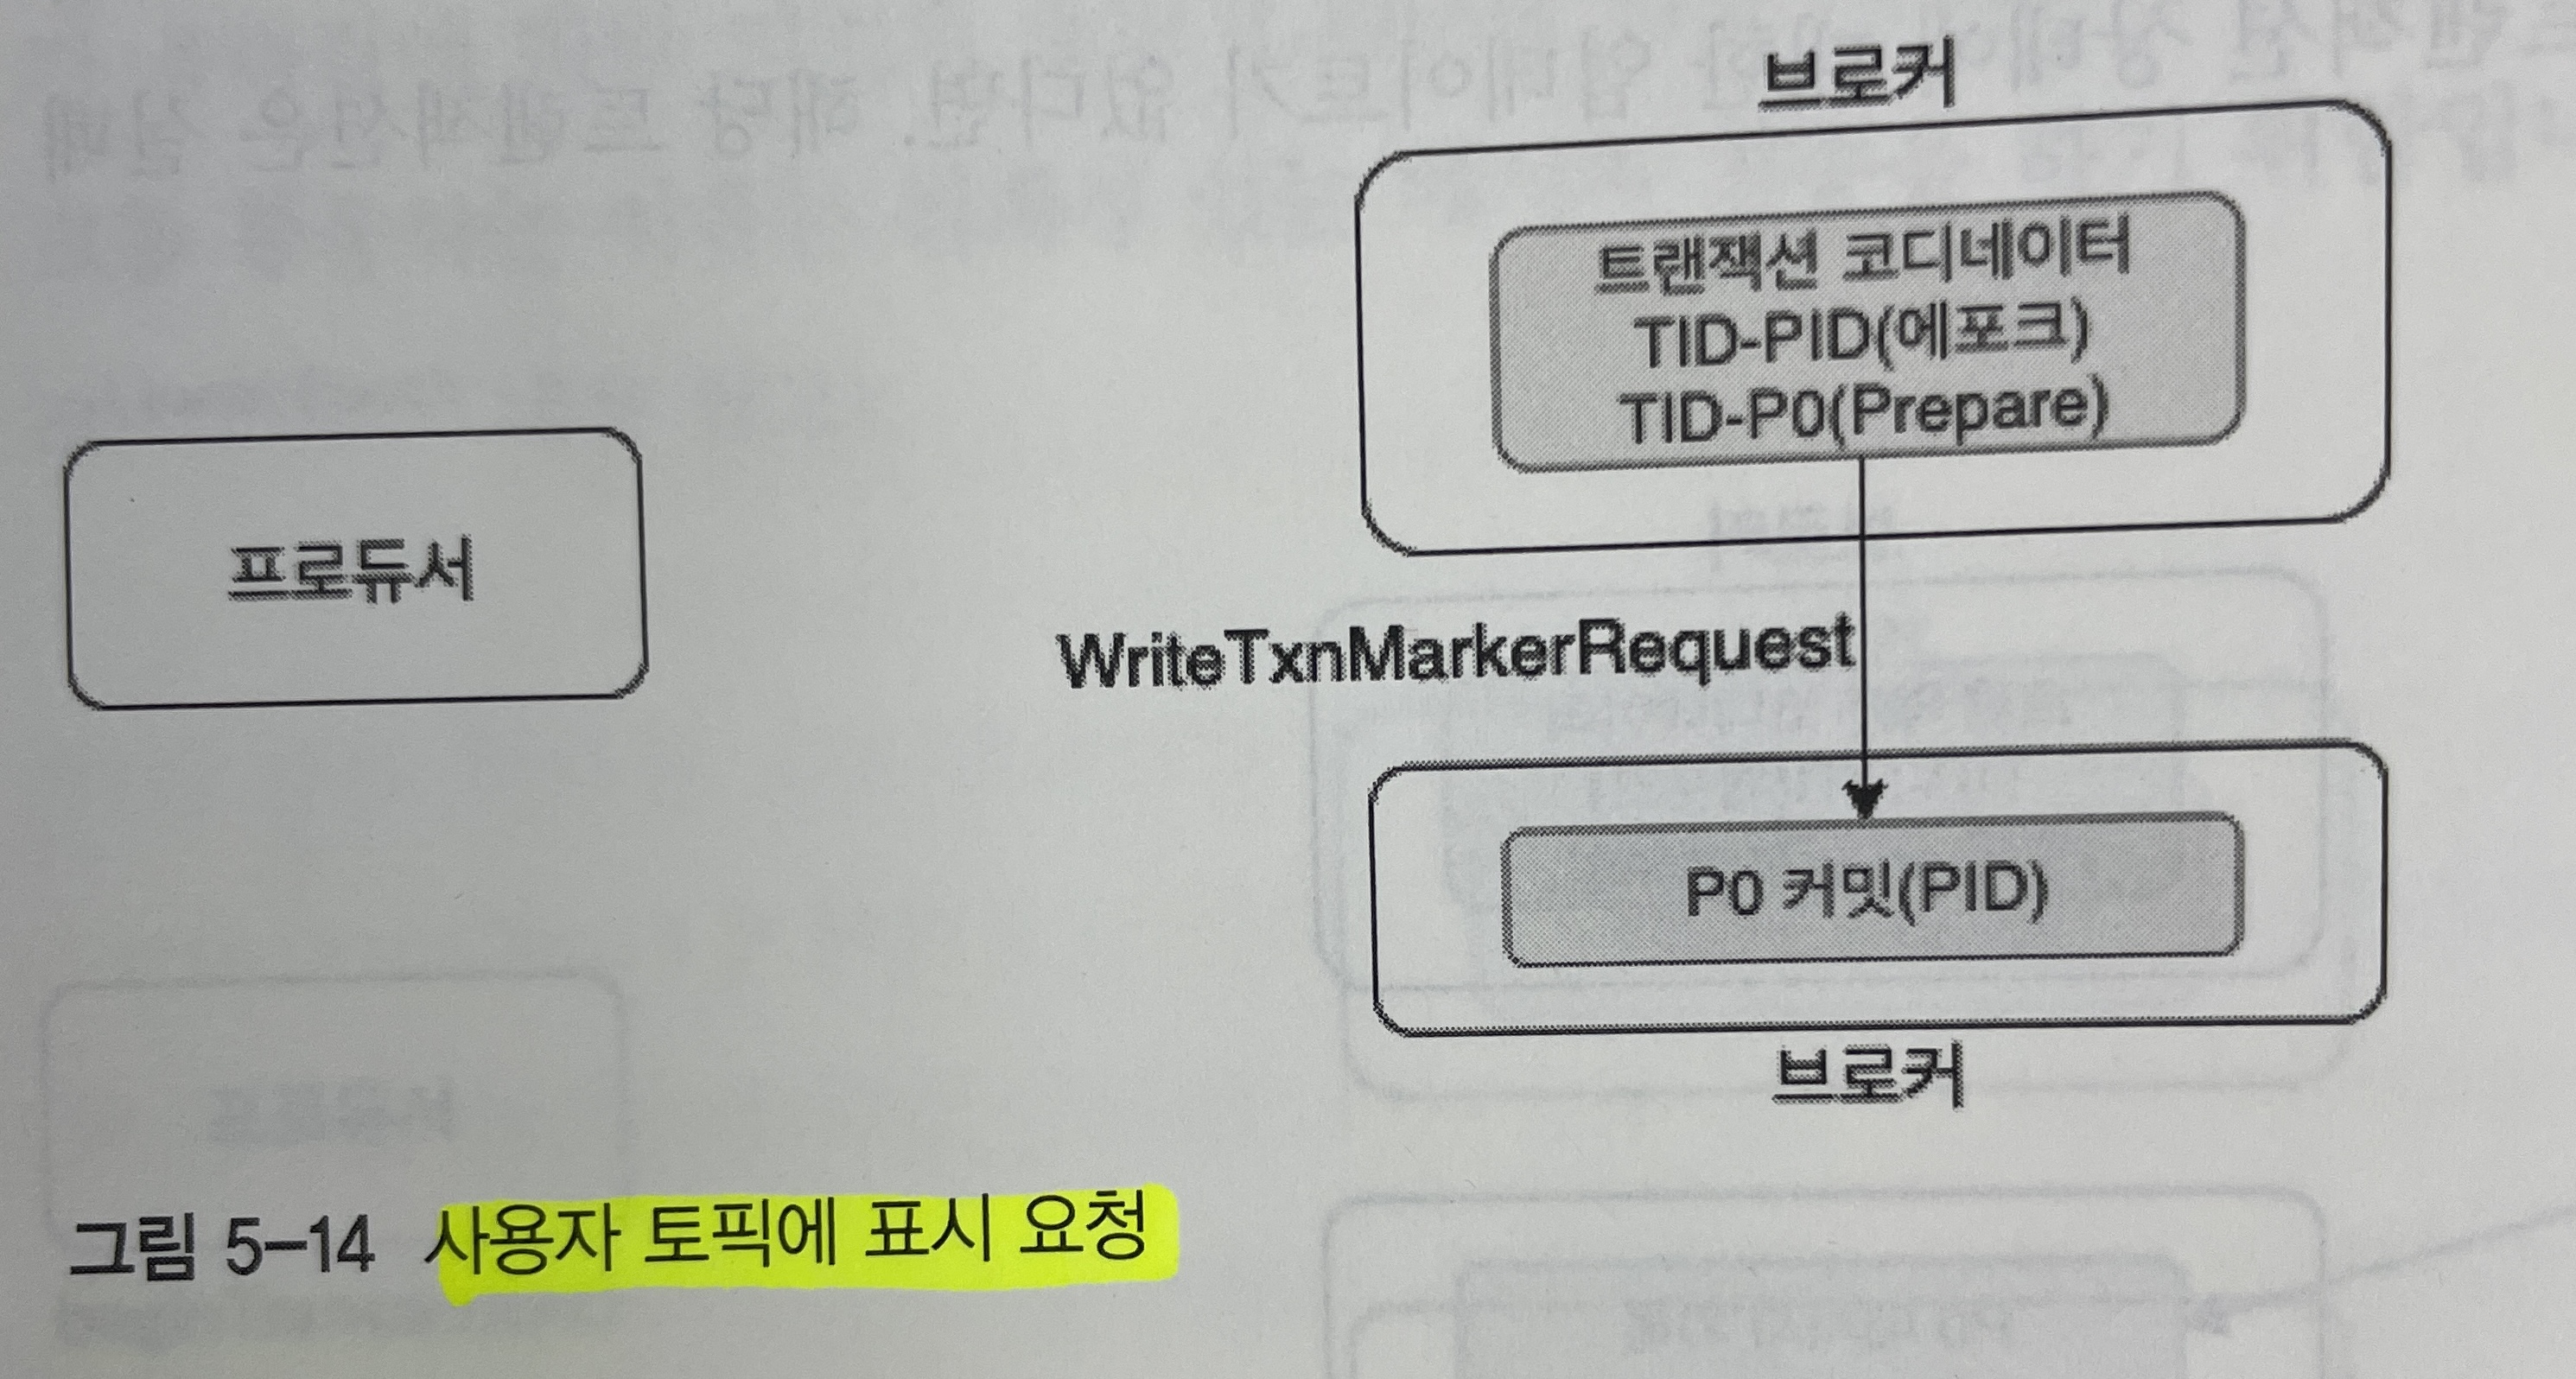 브로커
트랜잭션 코디네이터
TID-PID(에포크)
TID-P0(Prepare)
프로듀서
WriteTxnMarkerRequest
P0 커밋(PID)
브로커
그림 5-14 사용자 토픽에 표시 요청